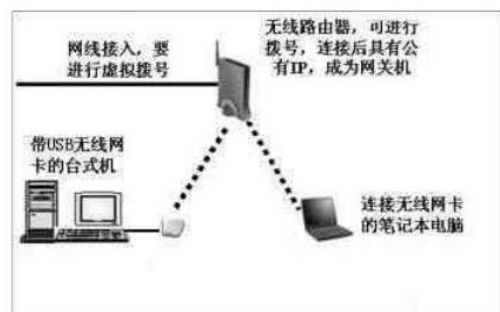 网线接入，要
进行虚拟拨号
无线路由器，可进行
拨号，连接后具有公
有IP，成为网关机
带USB无线网
卡的台式机
连接无线网卡
的笔记本电脑